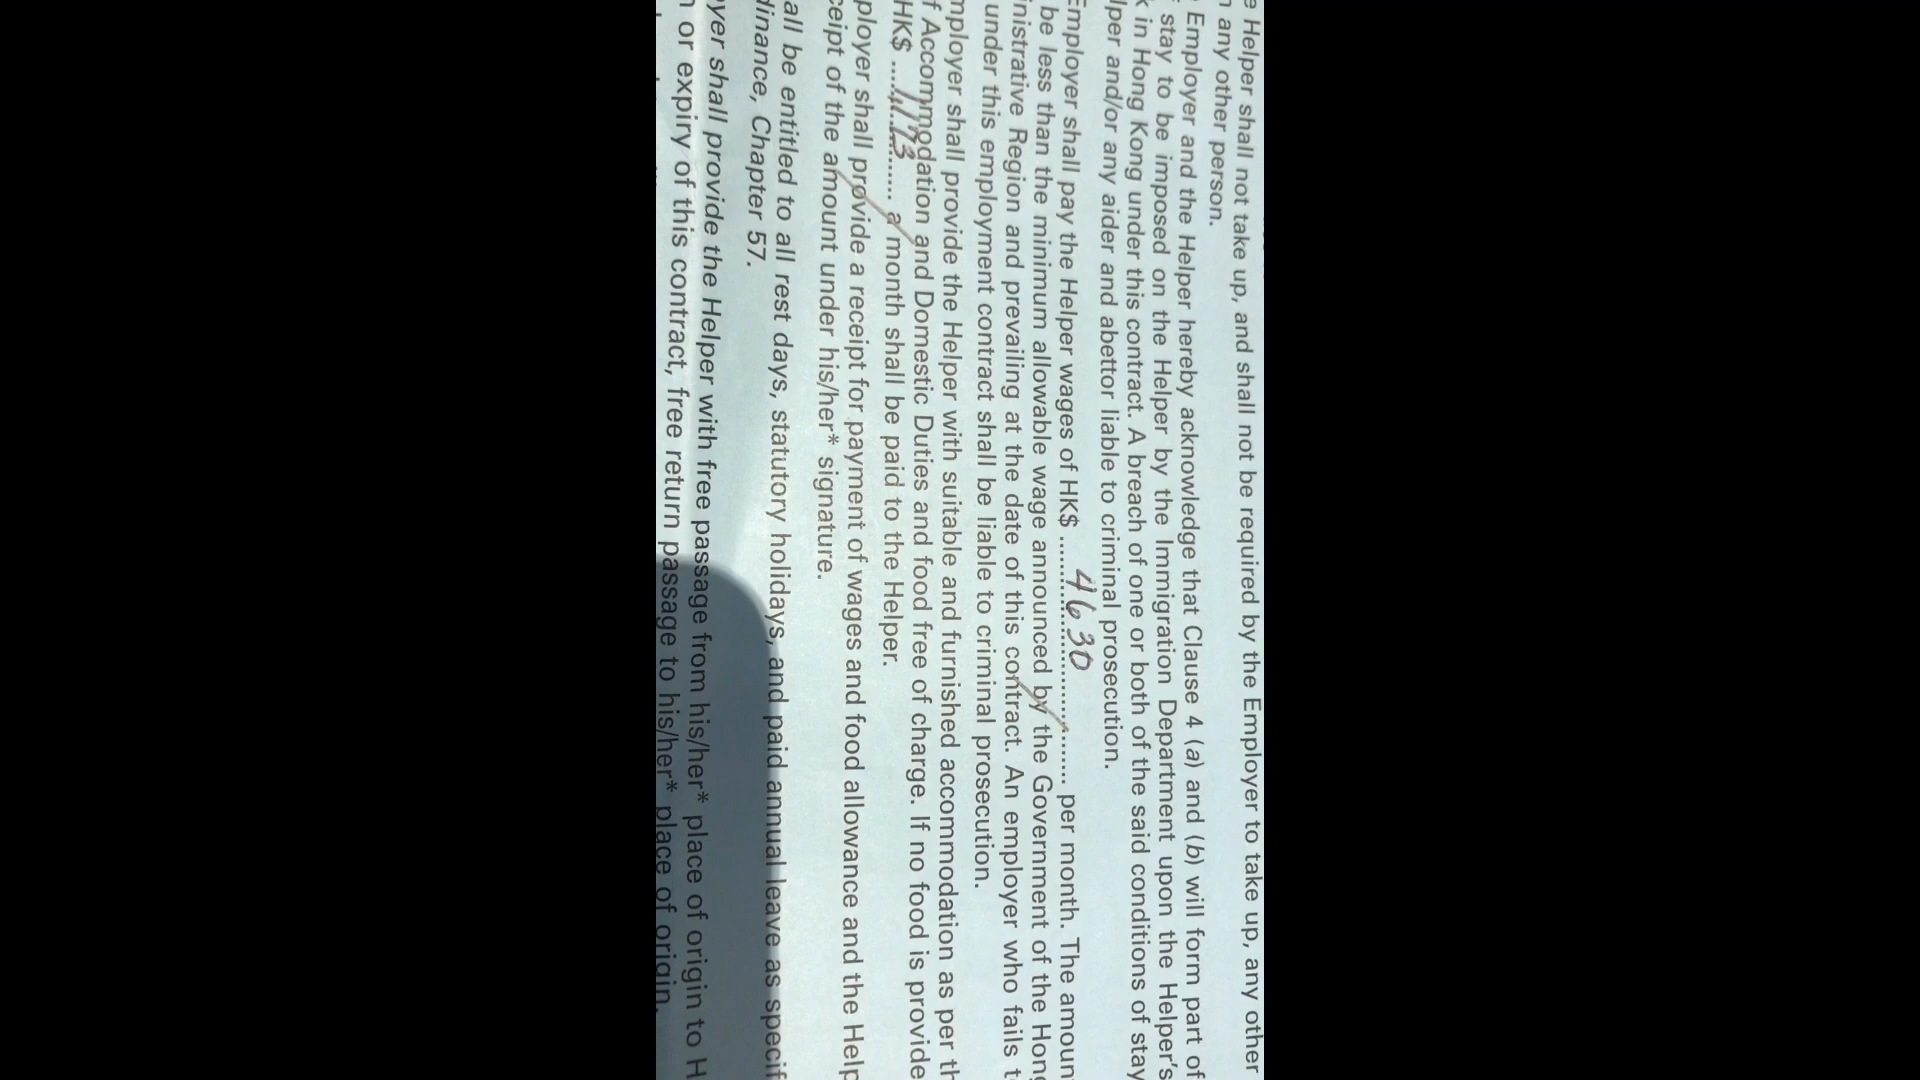 e Helper shall not take up, and shall not be required by the Employer to take up, any other
any other person.
Employer and the Helper hereby acknowledge that Clause 4 (a) and (b) will form part of
stay to be imposed on the Helper by the Immigration Department upon the Helper's
k in Hong Kong under this contract. A breach of one or both of the said conditions of stay
lper and/or any aider and abettor liable to criminal prosecution.
Employer shall pay the Helper wages of HK$ ........ 4630 ........ per month. The amoun
be less than the minimum allowable wage announced by the Government of the Hong
inistrative Region and prevailing at the date of this contract. An employer who fails t
under this employment contract shall be liable to criminal prosecution.
mployer shall provide the Helper with suitable and furnished accommodation as per th
f Accommodation and Domestic Duties and food free of charge. If no food is provide
HK$ .... 1,173 .... a month shall be paid to the Helper.
ployer shall provide a receipt for payment of wages and food allowance and the Help
ceipt of the amount under his/her* signature.
all be entitled to all rest days, statutory holidays, and paid annual leave as specif
dinance, Chapter 57.
yer shall provide the Helper with free passage from his/her* place of origin to H
n or expiry of this contract, free return passage to his/her* place of origin.